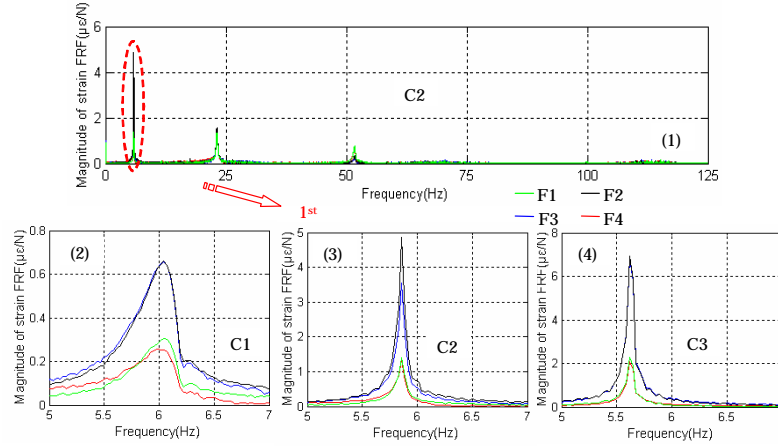 Magnitude of strain FRF(με/N)
6
4
2
0
C2
(1)
0
25
50
75
100
125
Frequency(Hz)
1st
F1
F2
F3
F4
Magnitude of strain FRF(με/N)
0.8
0.6
0.4
0.2
0
(2)
C1
5
5.5
6
6.5
7
Frequency(Hz)
Magnitude of strain FRF(με/N)
5
4
3
2
1
0
(3)
C2
5
5.5
6
6.5
7
Frequency(Hz)
Magnitude of strain FRF(με/N)
8
6
4
2
0
(4)
C3
5
5.5
6
6.5
Frequency(Hz)